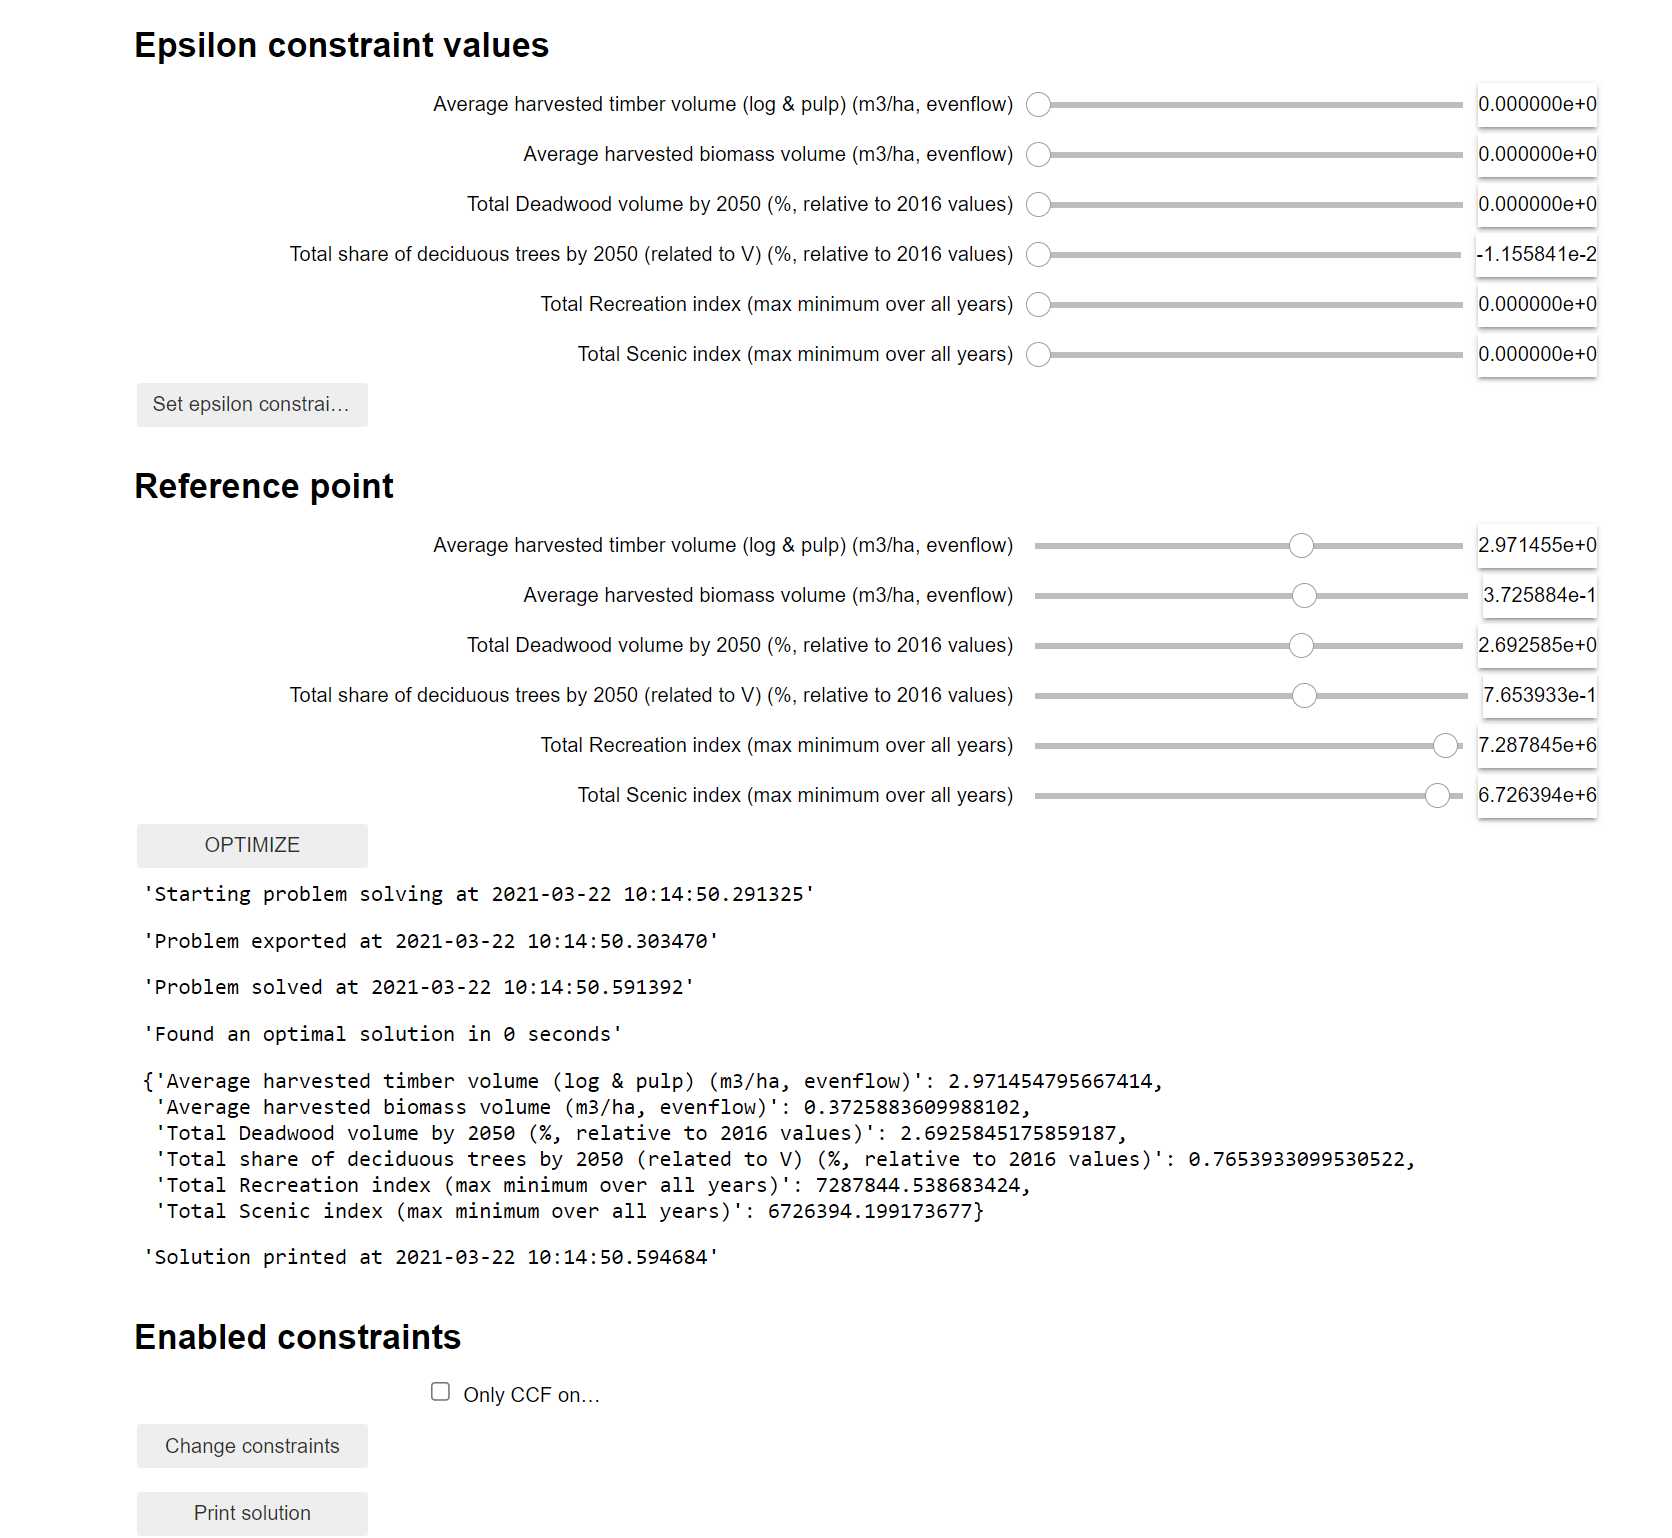 Epsilon constraint values
Average harvested timber volume (log & pulp) (m3/ha, evenflow) 0.000000e+0
Average harvested biomass volume (m3/ha, evenflow) 0.000000e+0
Total Deadwood volume by 2050 (%, relative to 2016 values) 0.000000e+0
Total share of deciduous trees by 2050 (related to V) (%, relative to 2016 values) -1.155841e-2
Total Recreation index (max minimum over all years) 0.000000e+0
Total Scenic index (max minimum over all years) 0.000000e+0
Set epsilon constrai…
Reference point
Average harvested timber volume (log & pulp) (m3/ha, evenflow) 2.971455e+0
Average harvested biomass volume (m3/ha, evenflow) 3.725884e-1
Total Deadwood volume by 2050 (%, relative to 2016 values) 2.692585e+0
Total share of deciduous trees by 2050 (related to V) (%, relative to 2016 values) 7.653933e-1
Total Recreation index (max minimum over all years) 7.287845e+6
Total Scenic index (max minimum over all years) 6.726394e+6
OPTIMIZE
'Starting problem solving at 2021-03-22 10:14:50.291325'
'Problem exported at 2021-03-22 10:14:50.303470'
'Problem solved at 2021-03-22 10:14:50.591392'
'Found an optimal solution in 0 seconds'
{'Average harvested timber volume (log & pulp) (m3/ha, evenflow)': 2.971454795667414,
'Average harvested biomass volume (m3/ha, evenflow)': 0.3725883609988102,
'Total Deadwood volume by 2050 (%, relative to 2016 values)': 2.6925845175859187,
'Total share of deciduous trees by 2050 (related to V) (%, relative to 2016 values)': 0.7653933099530522,
'Total Recreation index (max minimum over all years)': 7287844.538683424,
'Total Scenic index (max minimum over all years)': 6726394.199173677}
'Solution printed at 2021-03-22 10:14:50.594684'
Enabled constraints
Only CCF on…
Change constraints
Print solution